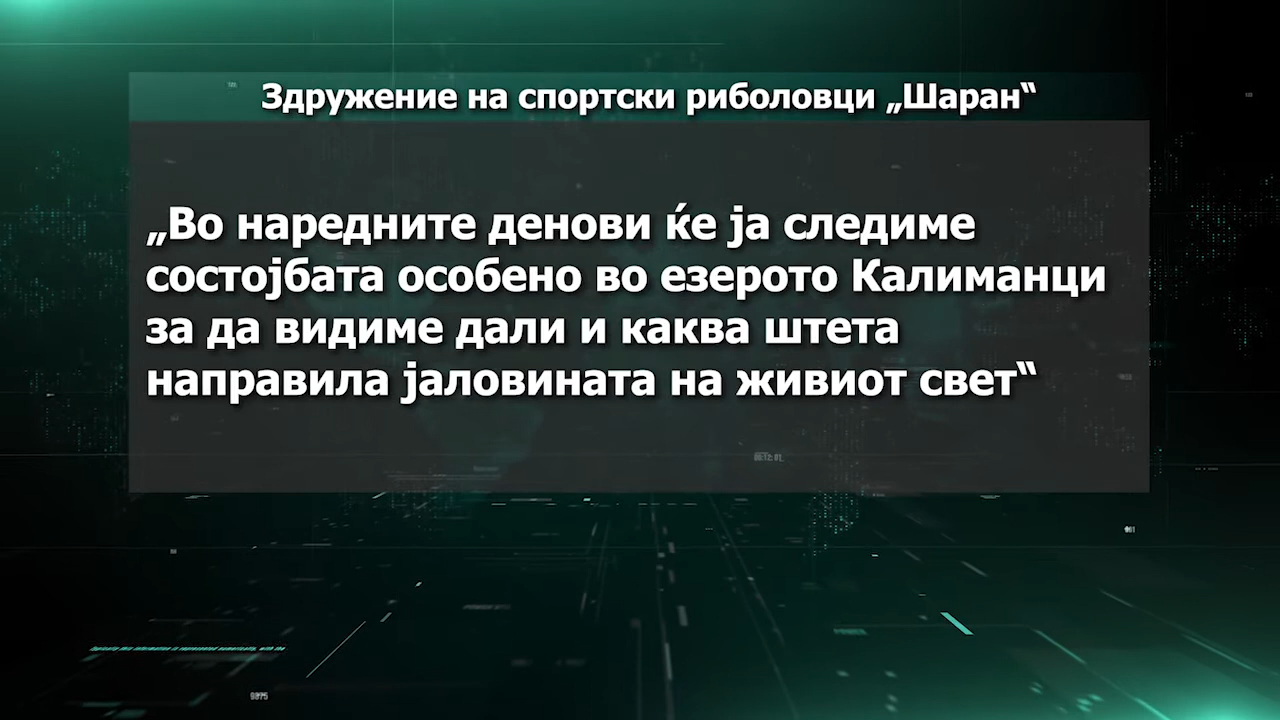 Здружение на спортски риболовци „Шаран“
„Во наредните денови ќе ја следиме
состојбата особено во езерото Калиманци
за да видиме дали и каква штета
направила јаловината на живиот свет“
9075